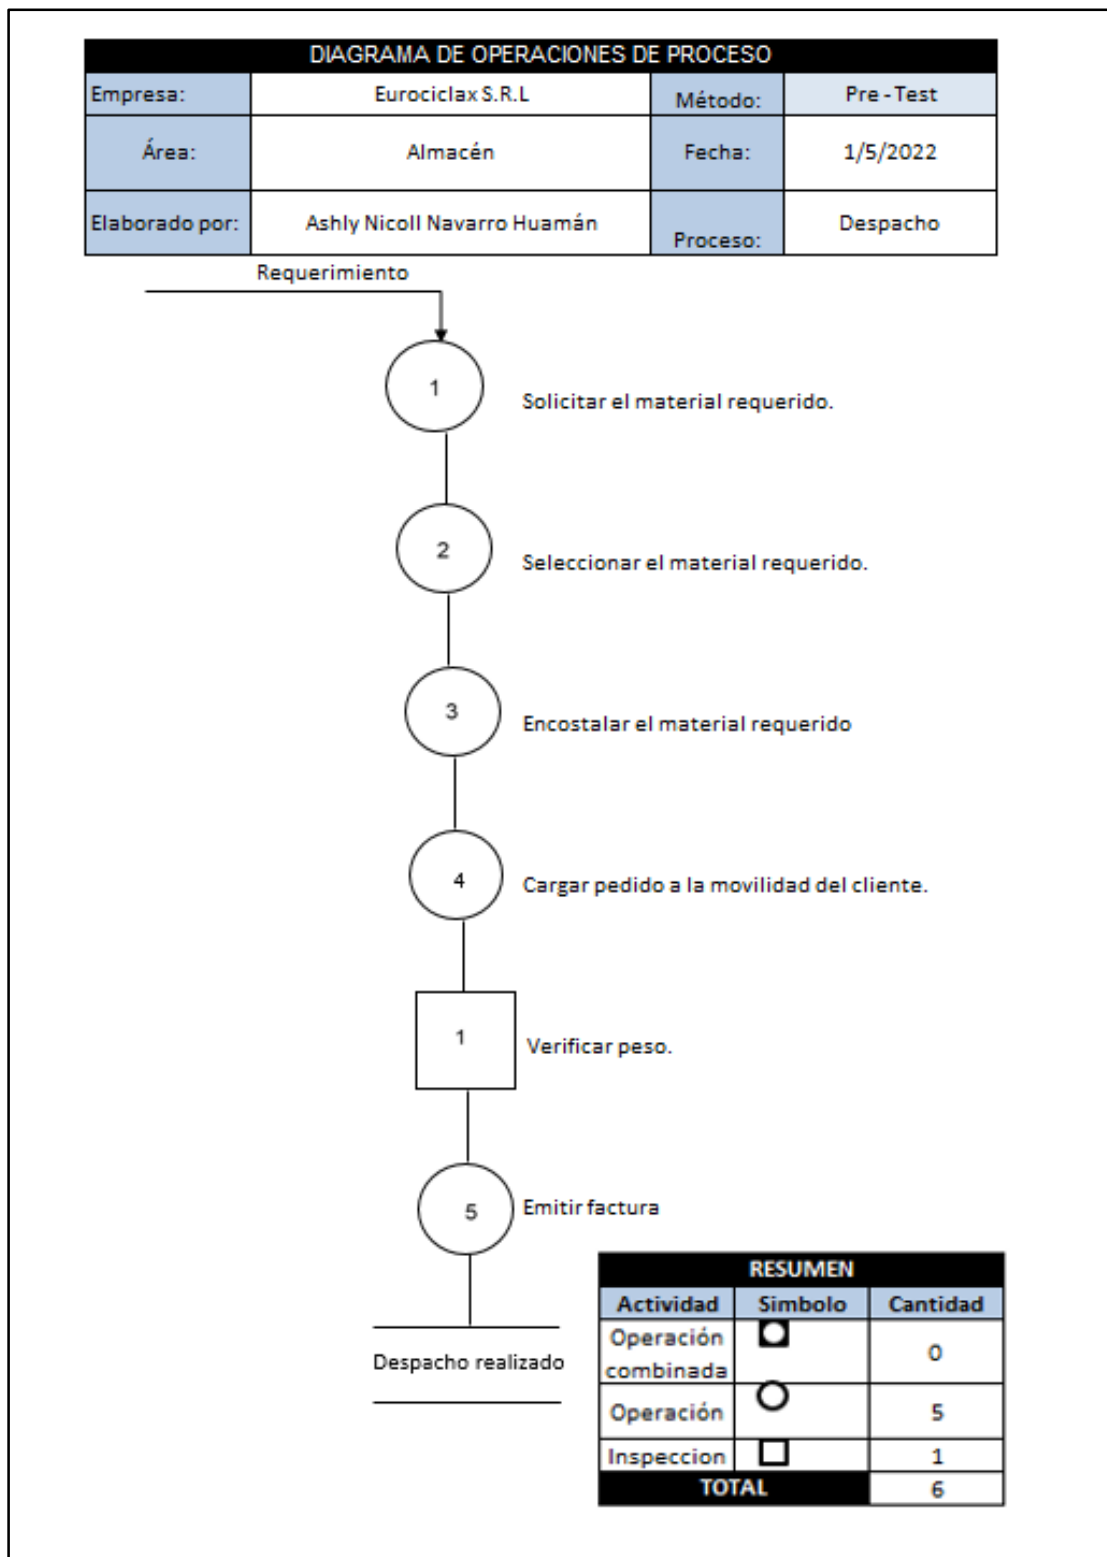 DIAGRAMA DE OPERACIONES DE PROCESO
Empresa: Eurociclax S.R.L Método: Pre - Test
Área: Almacén Fecha: 1/5/2022
Elaborado por: Ashly Nicoll Navarro Huamán Proceso: Despacho
Requerimiento
1 Solicitar el material requerido.
2 Seleccionar el material requerido.
3 Encostalar el material requerido
4 Cargar pedido a la movilidad del cliente.
1 Verificar peso.
5 Emitir factura
Despacho realizado
RESUMEN
Actividad Simbolo Cantidad
Operación
combinada 0
Operación 5
Inspeccion 1
TOTAL 6